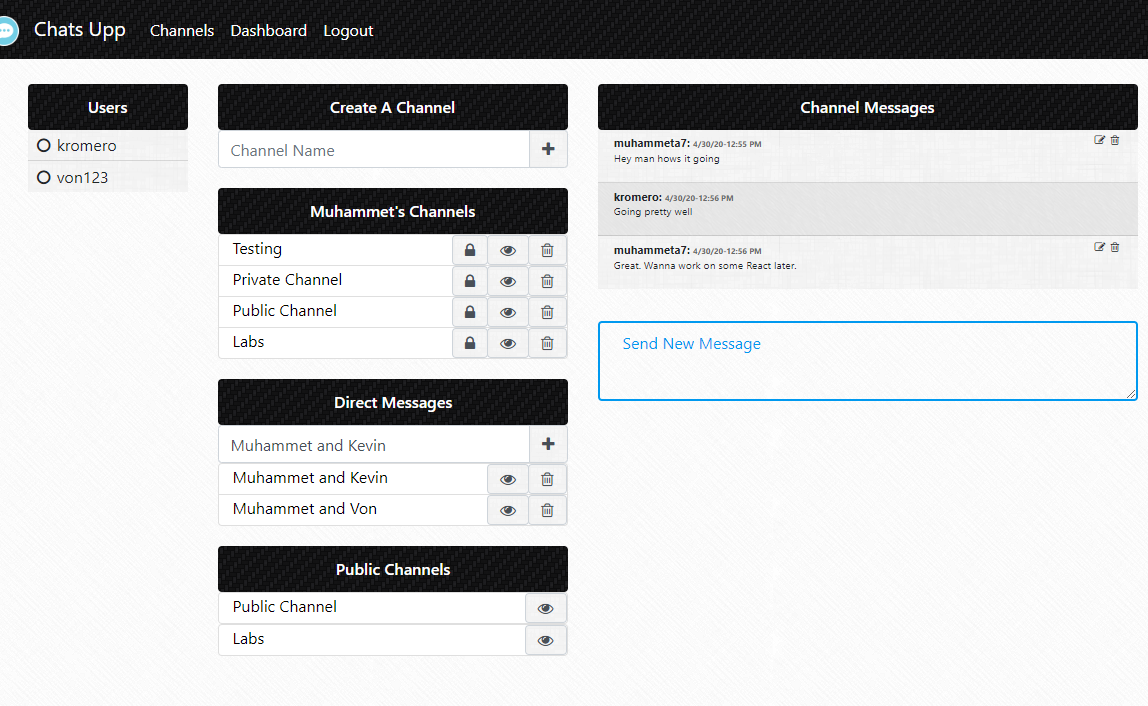 Chats Upp Channels Dashboard Logout
Users
kromero
von123
Create A Channel
Channel Name
Muhammet's Channels
Testing
Private Channel
Public Channel
Labs
Direct Messages
Muhammet and Kevin
Muhammet and Kevin
Muhammet and Von
Public Channels
Public Channel
Labs
Channel Messages
muhammeta7: 4/30/20-12:55 PM
Hey man hows it going
kromero: 4/30/20-12:56 PM
Going pretty well
muhammeta7: 4/30/20-12:56 PM
Great. Wanna work on some React later.
Send New Message